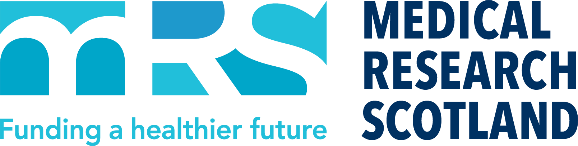 mRS
Funding a healthier future
MEDICAL
RESEARCH
SCOTLAND